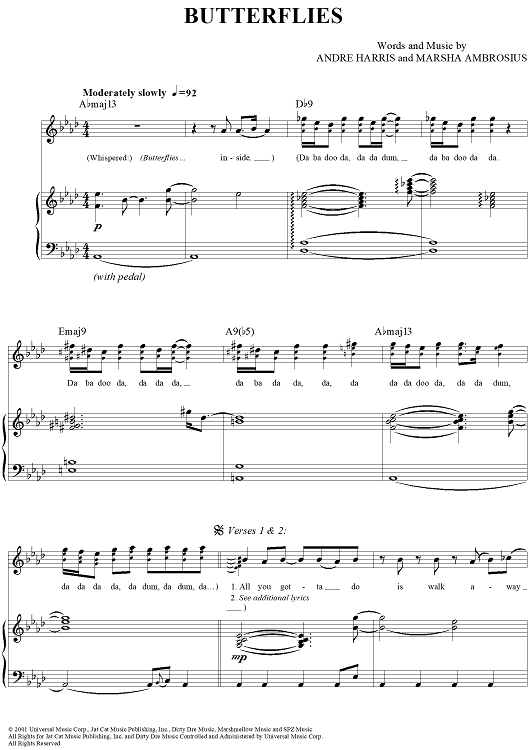 BUTTERFLIES
Words and Music by
ANDRE HARRIS and MARSHA AMBROSIUS
Moderately slowly ♩=92
A♭maj13 D♭9
(Whispered:) (Butterflies ... in - side. ___ ) (Da ba doo da, da da dum, ___ da ba doo da da.
p
(with pedal)
Emaj9 A9(♭5) A♭maj13
Da ba doo da, da da da, ___ da ba da, da, da da da doo da, da da dum,
𝄋 Verses 1 & 2:
da da da da, da dum, da dum, da...) 1. All you got - ta ___ do is walk a - way
2. See additional lyrics
___ )
mp
© 2001 Universal Music Corp., Jat Cat Music Publishing, Inc., Dirty Dre Music, Marshmellow Music and SPZ Music
All Rights for Jat Cat Music Publishing, Inc. and Dirty Dre Music Controlled and Administered by Universal Music Corp.
All Rights Reserved